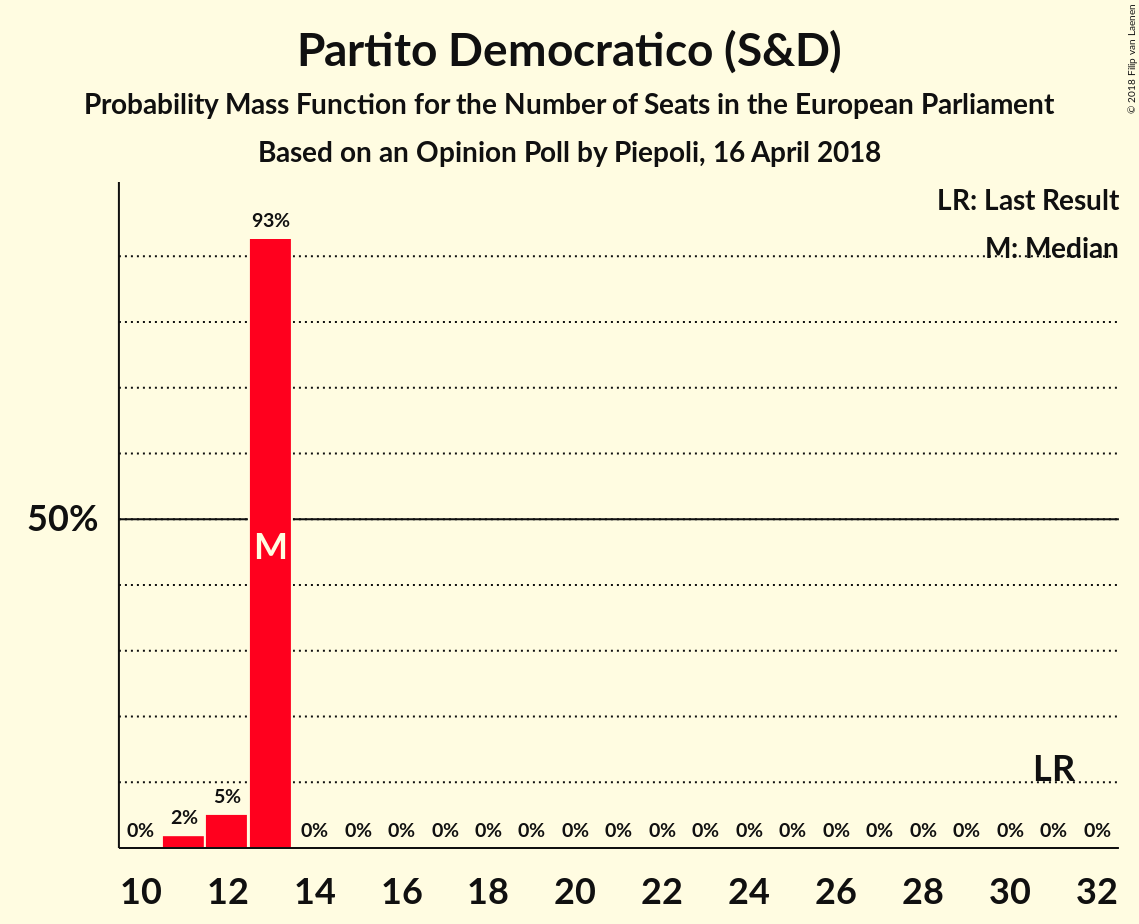 Partito Democratico (S&D)
Probability Mass Function for the Number of Seats in the European Parliament
Based on an Opinion Poll by Piepoli, 16 April 2018
© 2018 Filip van Laenen
LR: Last Result
M: Median
93%
50%
M
LR
5%
2%
0% 0% 0% 0% 0% 0% 0% 0% 0% 0% 0% 0% 0% 0% 0% 0% 0% 0% 0% 0%
10 12 14 16 18 20 22 24 26 28 30 32